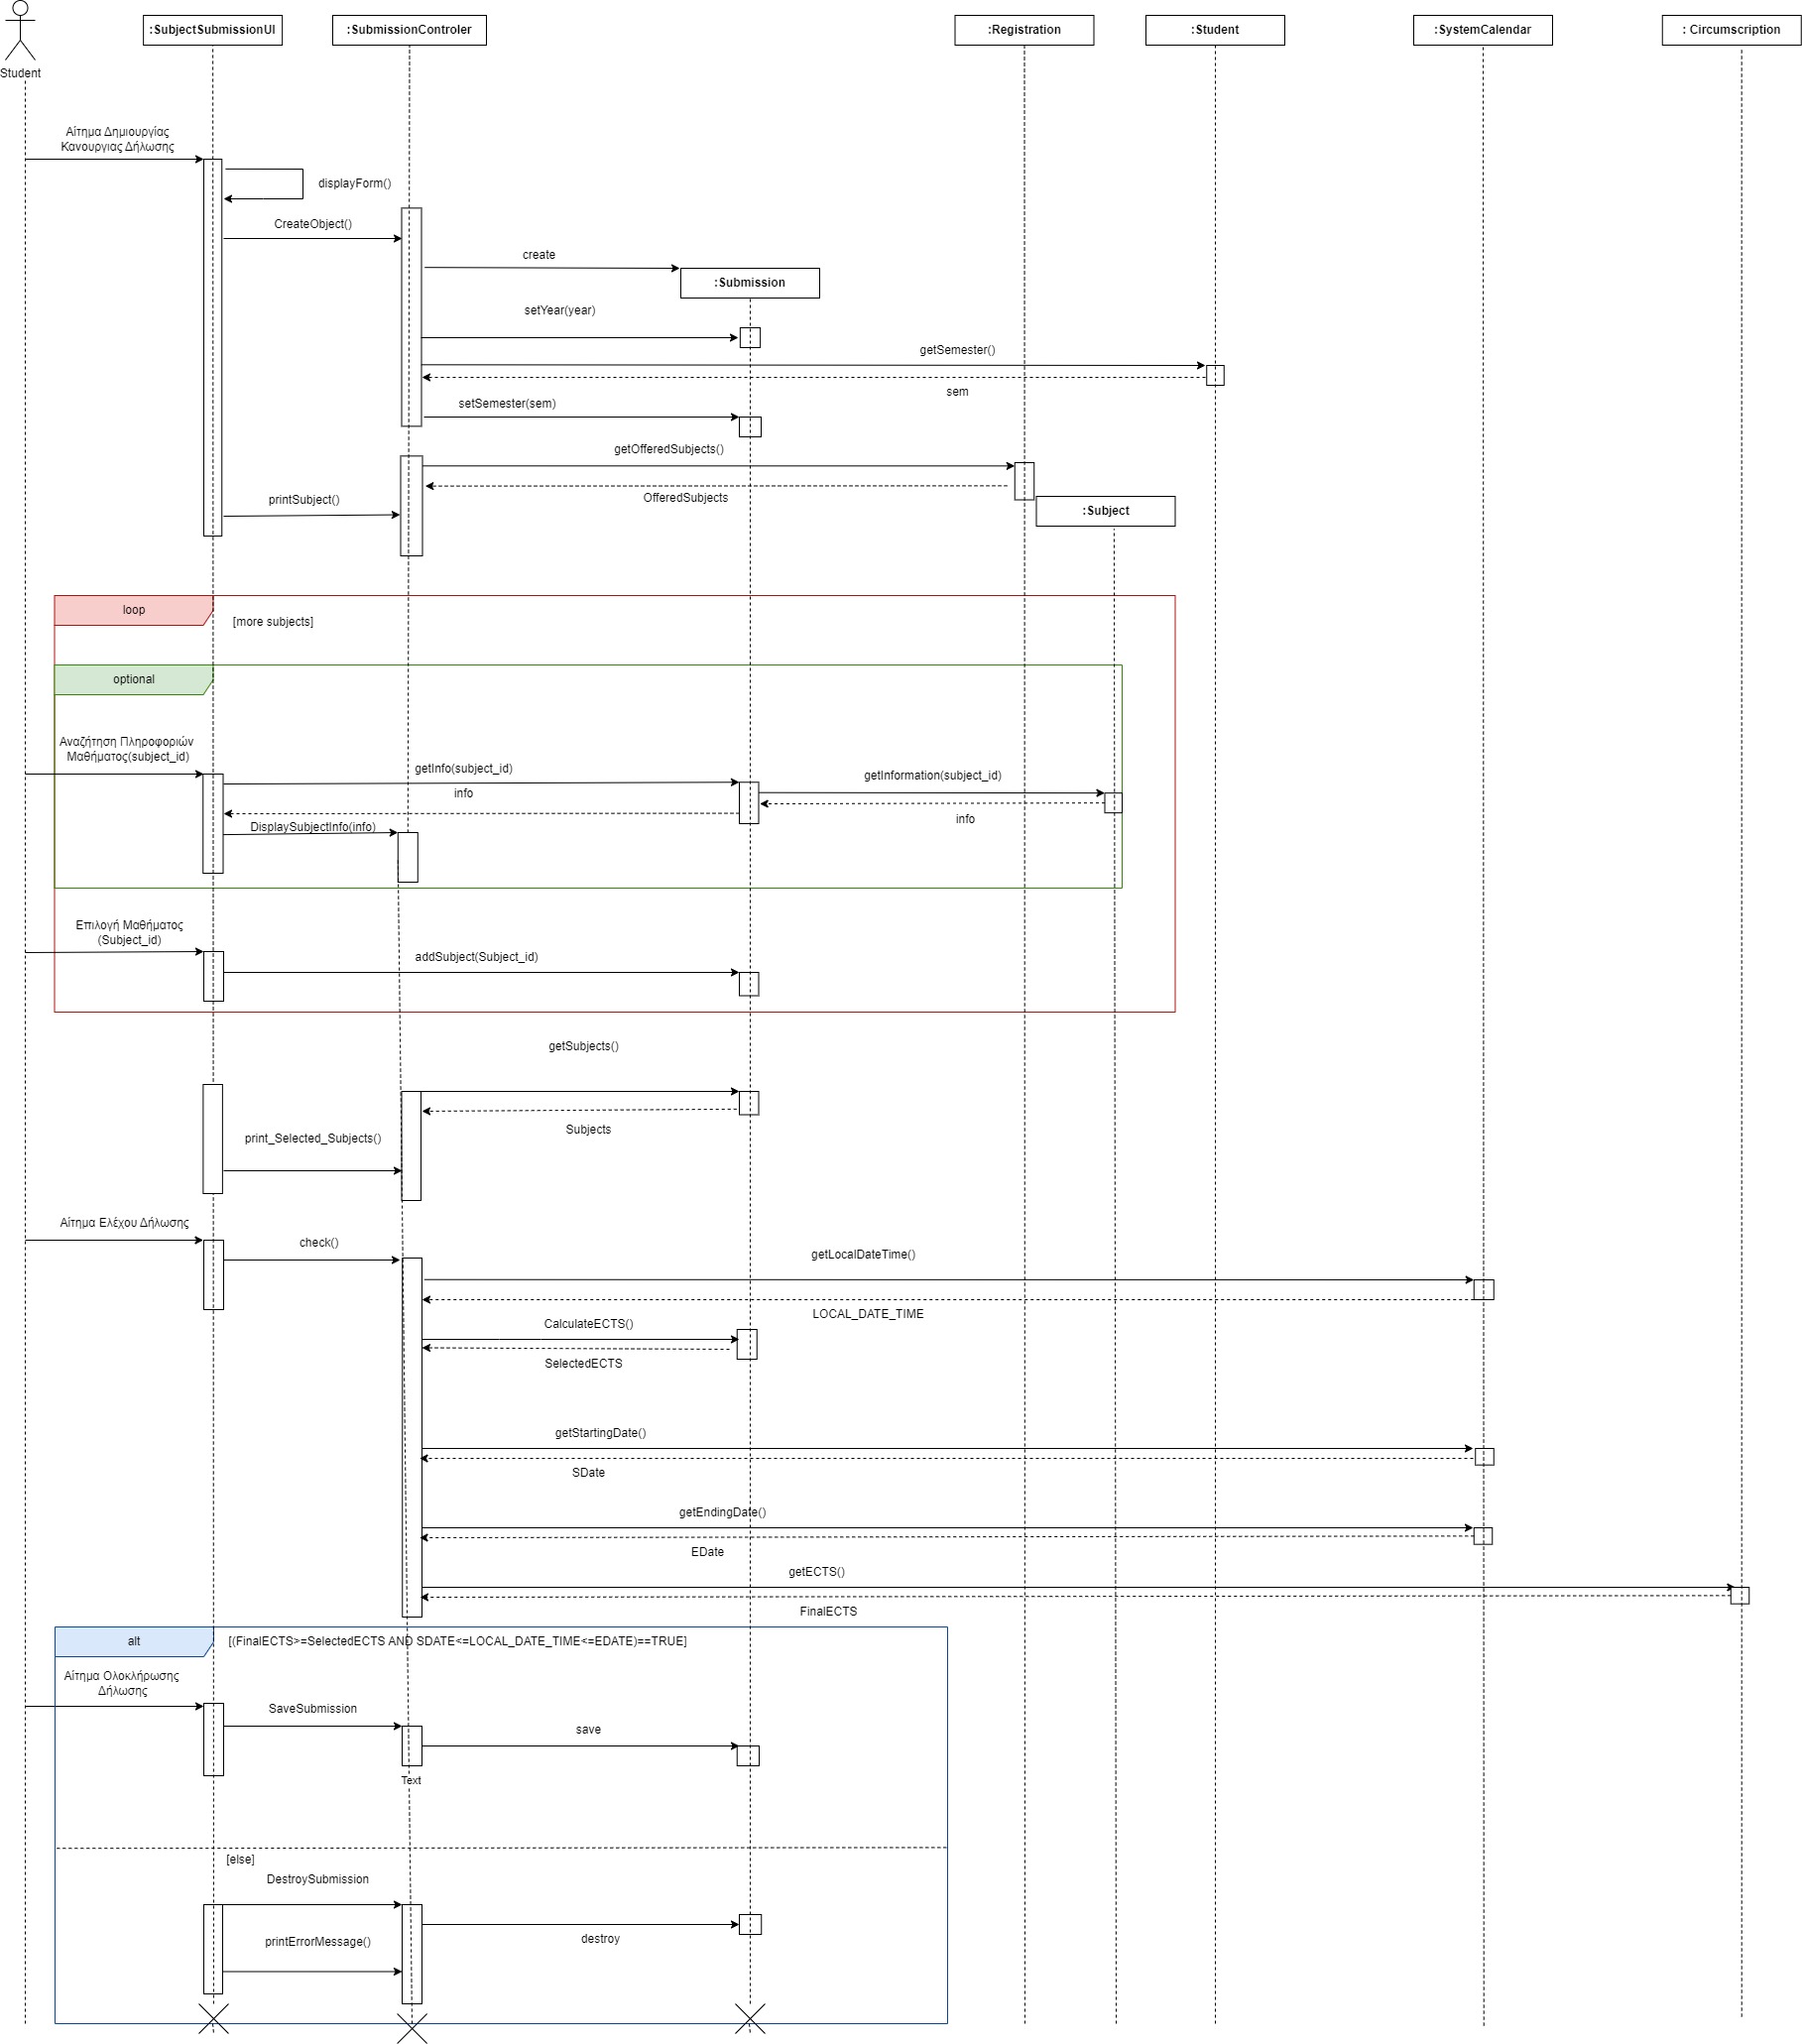 :SubjectSubmissionUI
:SubmissionControler
:Registration
:Student
:SystemCalendar
: Circumscription
Student
Αίτημα Δημιουργίας
Κανουργιας Δήλωσης
displayForm()
CreateObject()
create
:Submission
setYear(year)
getSemester()
sem
setSemester(sem)
getOfferedSubjects()
OfferedSubjects
printSubject()
:Subject
loop
[more subjects]
optional
Αναζήτηση Πληροφοριών
Μαθήματος(subject_id)
getInfo(subject_id)
getInformation(subject_id)
info
info
DisplaySubjectInfo(info)
Επιλογή Μαθήματος
(Subject_id)
addSubject(Subject_id)
getSubjects()
Subjects
print_Selected_Subjects()
Αίτημα Ελέχου Δήλωσης
check()
getLocalDateTime()
LOCAL_DATE_TIME
CalculateECTS()
SelectedECTS
getStartingDate()
SDate
getEndingDate()
EDate
getECTS()
FinalECTS
alt
[(FinalECTS>=SelectedECTS AND SDATE<=LOCAL_DATE_TIME<=EDATE)==TRUE]
Αίτημα Ολοκλήρωσης
Δήλωσης
SaveSubmission
save
Text
[else]
DestroySubmission
destroy
printErrorMessage()